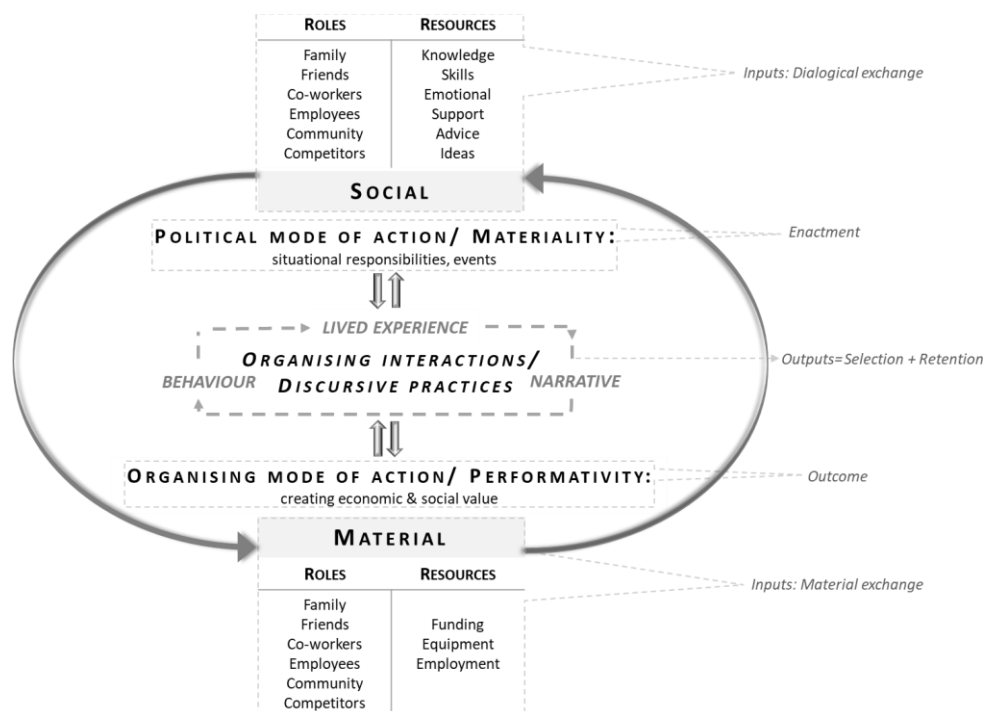 ROLES RESOURCES
Family Knowledge
Friends Skills
Inputs: Dialogical exchange
Co-workers Emotional
Employees Support
Community Advice
Competitors Ideas
SOCIAL
POLITICAL MODE OF ACTION/ MATERIALITY:
situational responsibilities, events
Enactment
LIVED EXPERIENCE
ORGANISING INTERACTIONS/
DISCURSIVE PRACTICES
BEHAVIOUR
NARRATIVE
Outputs=Selection + Retention
ORGANISING MODE OF ACTION/ PERFORMATIVITY:
creating economic & social value
Outcome
MATERIAL
ROLES RESOURCES
Inputs: Material exchange
Family
Friends Funding
Co-workers Equipment
Employees Employment
Community
Competitors